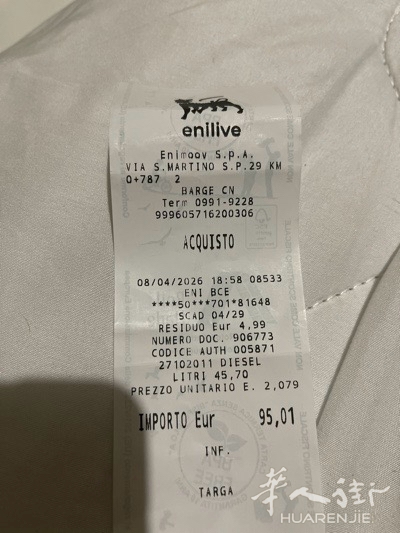 enilive
Enimoov S.p.A.
VIA S.MARTINO S.P.29 KM
0+787 2
BARGE CN
Term 0991-9228
999605716200306
ACQUISTO
08/04/2026 18:58 08533
ENI BCE
****50***701*81648
SCAD 04/29
RESIDUO Eur 4,99
NUMERO DOC. 906773
CODICE AUTH 005871
27102011 DIESEL
LITRI 45,70
PREZZO UNITARIO E. 2,079
IMPORTO Eur 95,01
INF.
TARGA
华人街
HUARENJIE